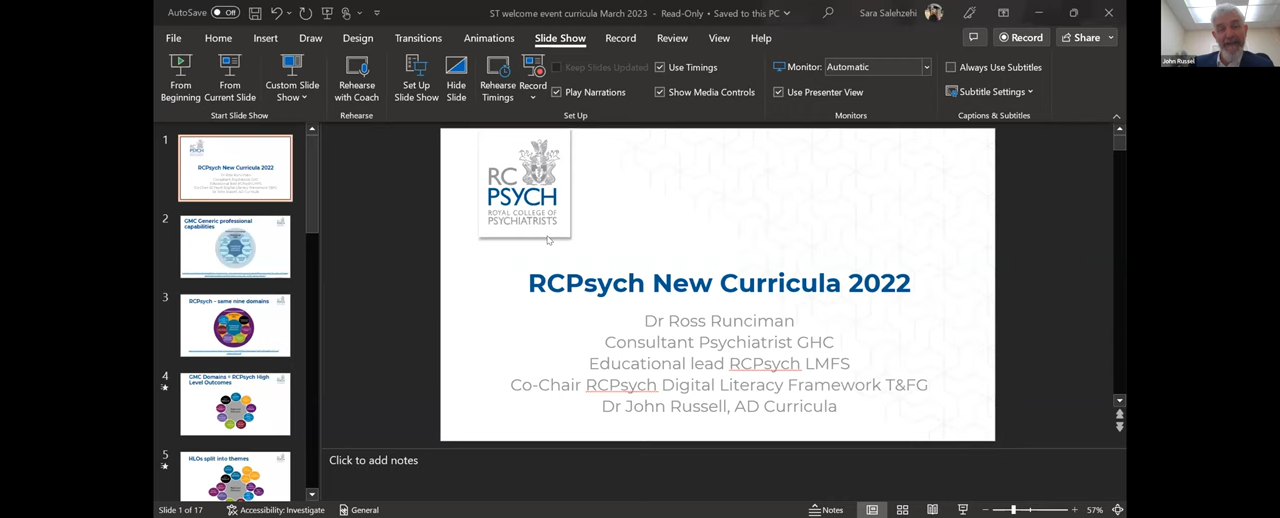 AutoSave
Off
ST welcome event curricula March 2023 - Read-Only • Saved to this PC
Sara Salehzehi
File Home Insert Draw Design Transitions Animations Slide Show Record Review View Help
Record
Share
From Beginning
From Current Slide
Custom Slide Show
Start Slide Show
Rehearse with Coach
Rehearse
Set Up Slide Show
Hide Slide
Rehearse Timings
Record
Keep Slides Updated
Use Timings
Play Narrations
Show Media Controls
Set Up
Monitor: Automatic
Use Presenter View
Monitors
Always Use Subtitles
Subtitle Settings
Captions & Subtitles
John Russel
1
RCPsych New Curricula 2022
2
GMC Generic professional
capabilities
3
RCPsych - same nine domains
4
GMC Domains = RCPsych High
Level Outcomes
5
HLOs split into themes
RC
PSYCH
ROYAL COLLEGE OF
PSYCHIATRISTS
RCPsych New Curricula 2022
Dr Ross Runciman
Consultant Psychiatrist GHC
Educational lead RCPsych LMFS
Co-Chair RCPsych Digital Literacy Framework T&FG
Dr John Russell, AD Curricula
Click to add notes
Slide 1 of 17
Accessibility: Investigate
General
Notes
57%